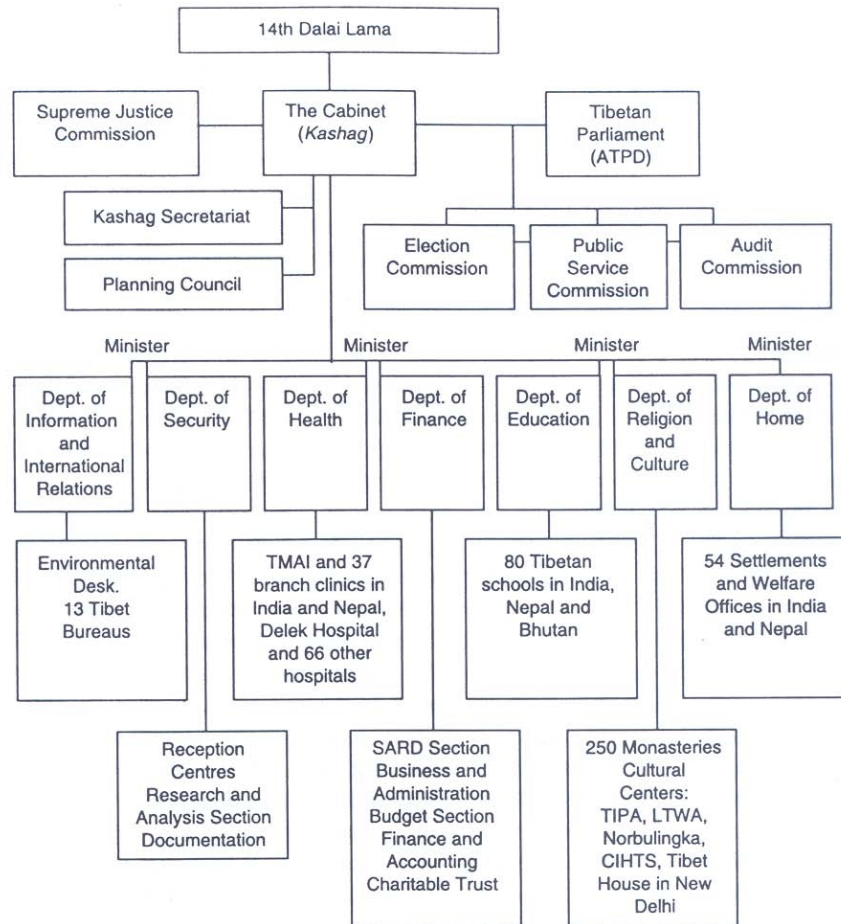 14th Dalai Lama
Supreme Justice
Commission
The Cabinet
(Kashag)
Tibetan
Parliament
(ATPD)
Kashag Secretariat
Planning Council
Election
Commission
Public
Service
Commission
Audit
Commission
Minister
Minister
Minister
Minister
Dept. of
Information
and
International
Relations
Dept. of
Security
Dept. of
Health
Dept. of
Finance
Dept. of
Education
Dept. of
Religion
and
Culture
Dept. of
Home
Environmental
Desk.
13 Tibet
Bureaus
TMAI and 37
branch clinics in
India and Nepal,
Delek Hospital
and 66 other
hospitals
80 Tibetan
schools in India,
Nepal and
Bhutan
54 Settlements
and Welfare
Offices in India
and Nepal
Reception
Centres
Research and
Analysis Section
Documentation
SARD Section
Business and
Administration
Budget Section
Finance and
Accounting
Charitable Trust
250 Monasteries
Cultural
Centers:
TIPA, LTWA,
Norbulingka,
CIHTS, Tibet
House in New
Delhi